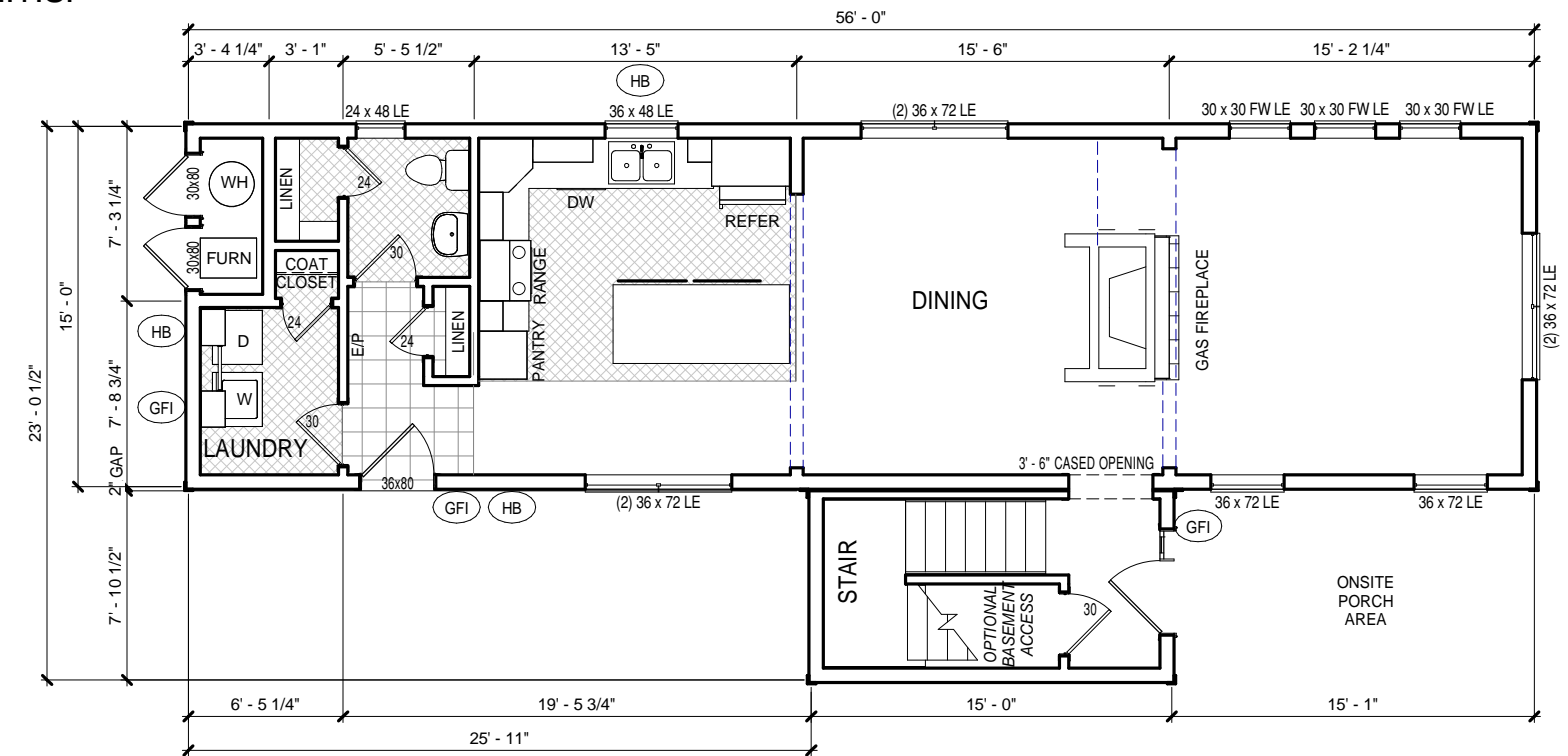 56' - 0"
3' - 4 1/4"
3' - 1"
5' - 5 1/2"
13' - 5"
15' - 6"
15' - 2 1/4"
HB
24 x 48 LE
36 x 48 LE
(2) 36 x 72 LE
30 x 30 FW LE
30 x 30 FW LE
30 x 30 FW LE
30x80
WH
LINEN
24
DW
REFER
7' - 3 1/4"
30x80
FURN
COAT
CLOSET
30
RANGE
DINING
GAS FIREPLACE
(2) 36 x 72 LE
15' - 0"
23' - 0 1/2"
HB
D
24
E/P
24
LINEN
PANTRY
7' - 8 3/4"
GFI
W
30
LAUNDRY
2" GAP
36x80
GFI
HB
(2) 36 x 72 LE
3' - 6" CASED OPENING
36 x 72 LE
36 x 72 LE
GFI
7' - 10 1/2"
STAIR
OPTIONAL
BASEMENT
ACCESS
30
ONSITE
PORCH
AREA
6' - 5 1/4"
19' - 5 3/4"
15' - 0"
15' - 1"
25' - 11"